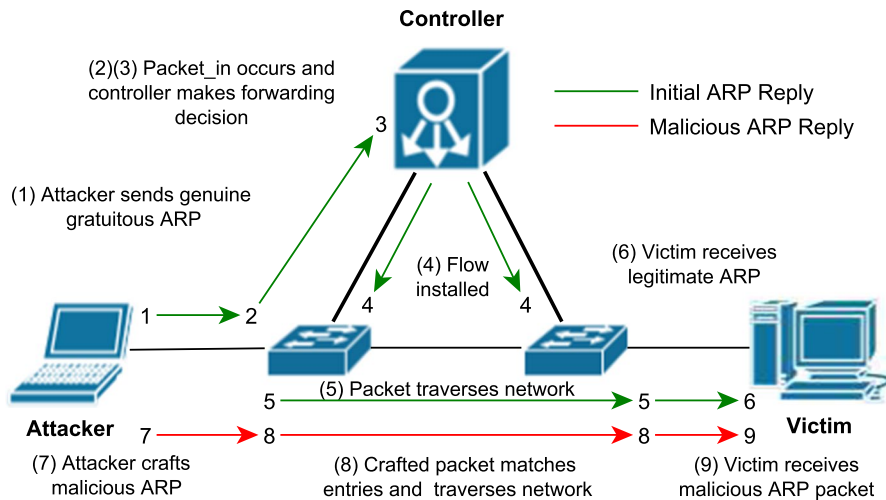 Controller
(2)(3) Packet_in occurs and
controller makes forwarding
decision
3
Initial ARP Reply
Malicious ARP Reply
(1) Attacker sends genuine
gratuitous ARP
(6) Victim receives
legitimate ARP
(4) Flow
installed
1
2
4
4
(5) Packet traverses network
5
5
6
Attacker
Victim
7
8
8
9
(7) Attacker crafts
malicious ARP
(8) Crafted packet matches
entries and traverses network
(9) Victim receives
malicious ARP packet